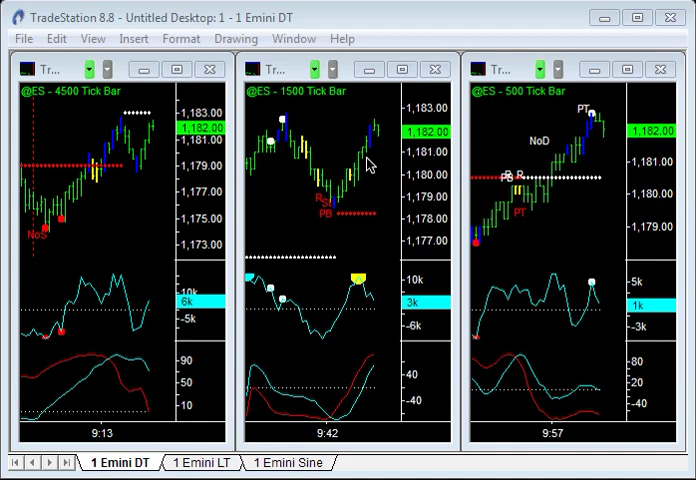 TradeStation 8.8 - Untitled Desktop: 1 - 1 Emini DT
File Edit View Insert Format Drawing Window Help
Tr... Tr... Tr...
@ES - 4500 Tick Bar
1,183.00
1,182.00
1,179.00
1,177.00
1,175.00
1,173.00
NoS
10k
6k
-5k
90
50
10
9:13
@ES - 1500 Tick Bar
1,183.00
1,182.00
1,181.00
1,180.00
1,179.00
1,178.00
1,177.00
R
PB
10k
3k
-6k
40
-40
9:42
@ES - 500 Tick Bar
PT
NoD
1,182.00
1,181.00
1,180.00
1,179.00
PB
R
PT
5k
1k
-3k
80
20
-40
9:57
1 Emini DT 1 Emini LT 1 Emini Sine